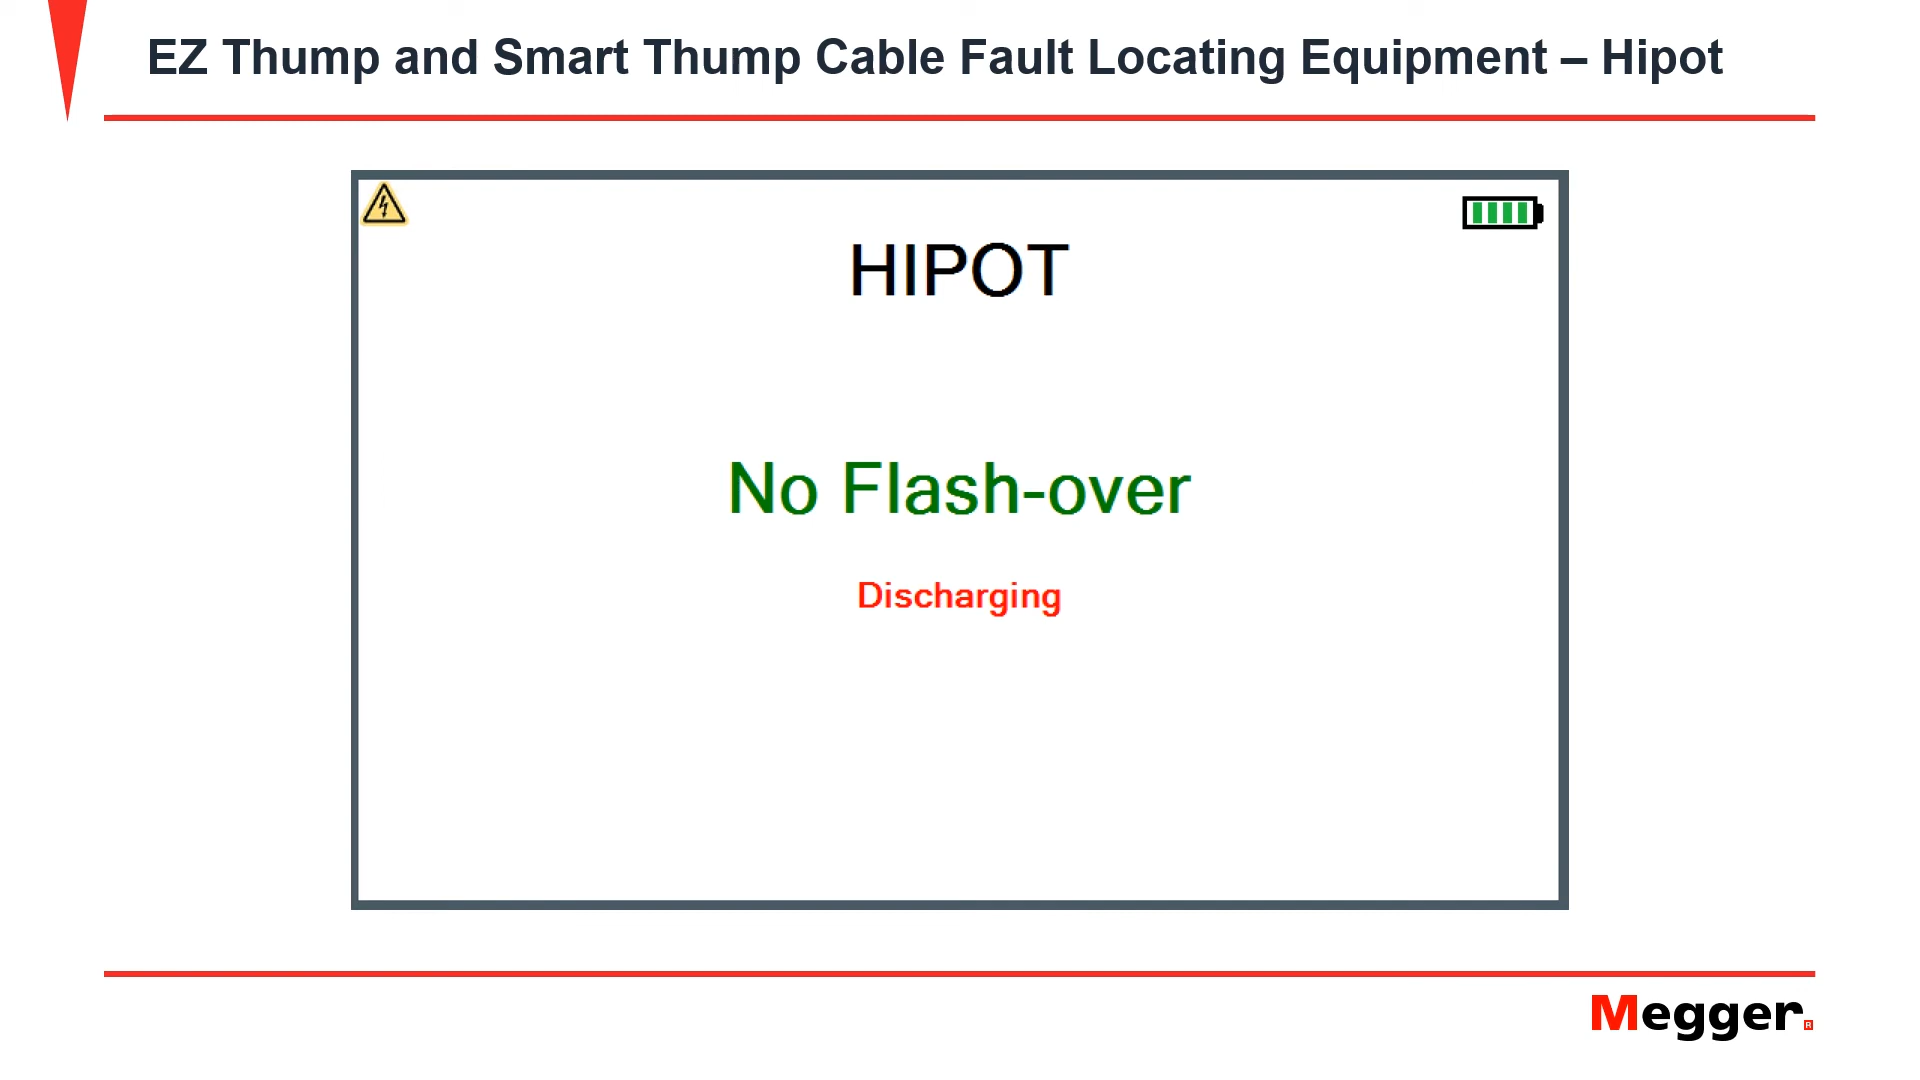 EZ Thump and Smart Thump Cable Fault Locating Equipment – Hipot
HIPOT
No Flash-over
Discharging
Megger.